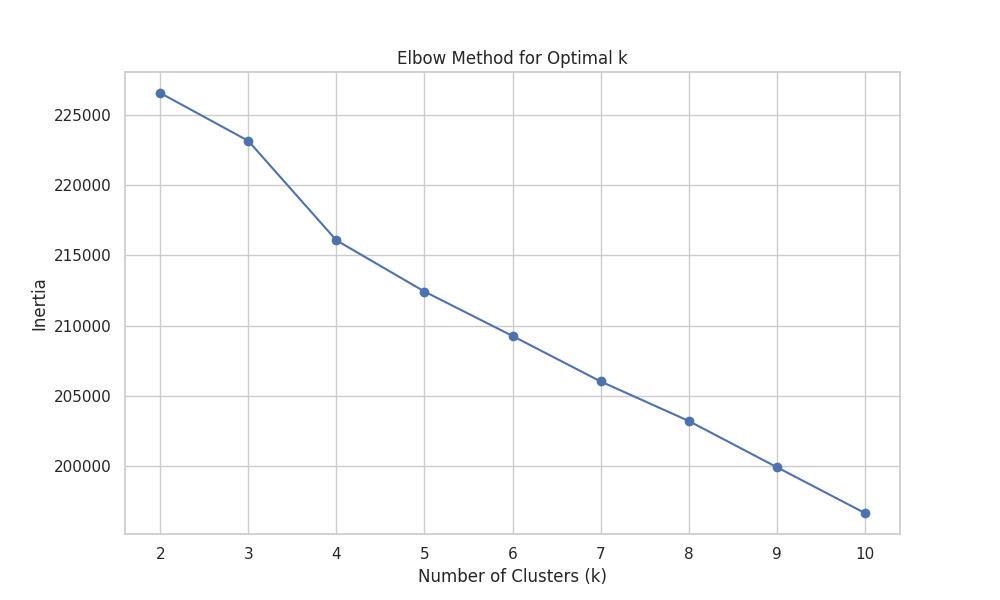 Elbow Method for Optimal k
225000
220000
215000
210000
205000
200000
Inertia
2 3 4 5 6 7 8 9 10
Number of Clusters (k)